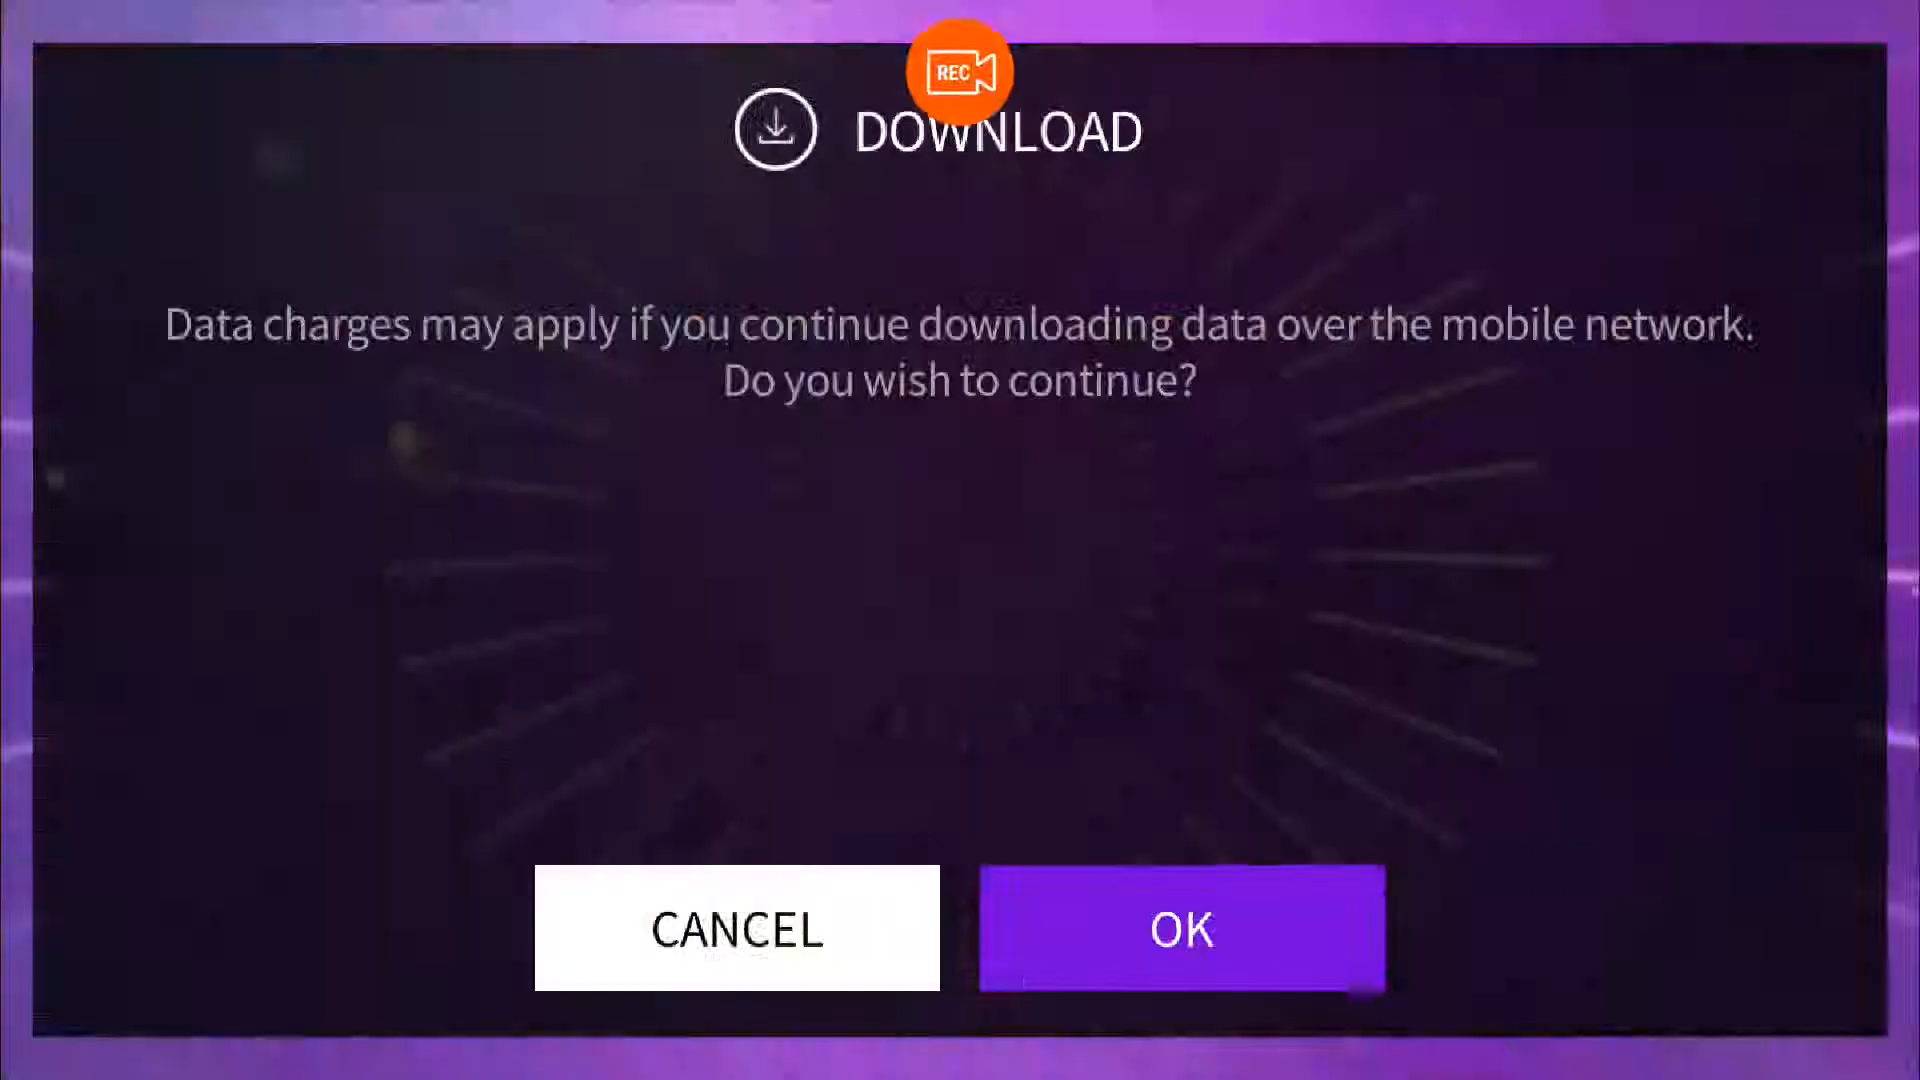 REC
DOWNLOAD
Data charges may apply if you continue downloading data over the mobile network.
Do you wish to continue?
CANCEL
OK